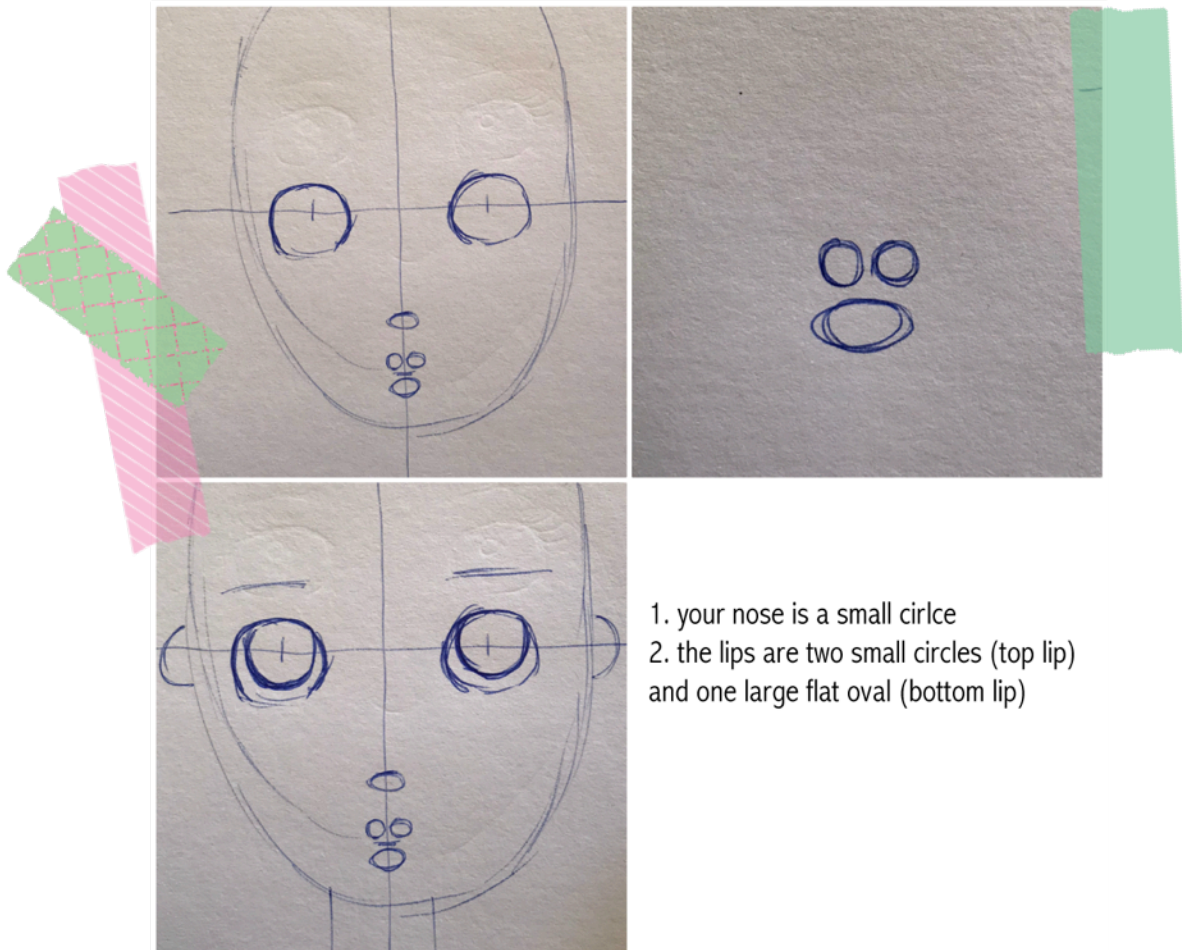 1. your nose is a small cirlce
2. the lips are two small circles (top lip)
and one large flat oval (bottom lip)